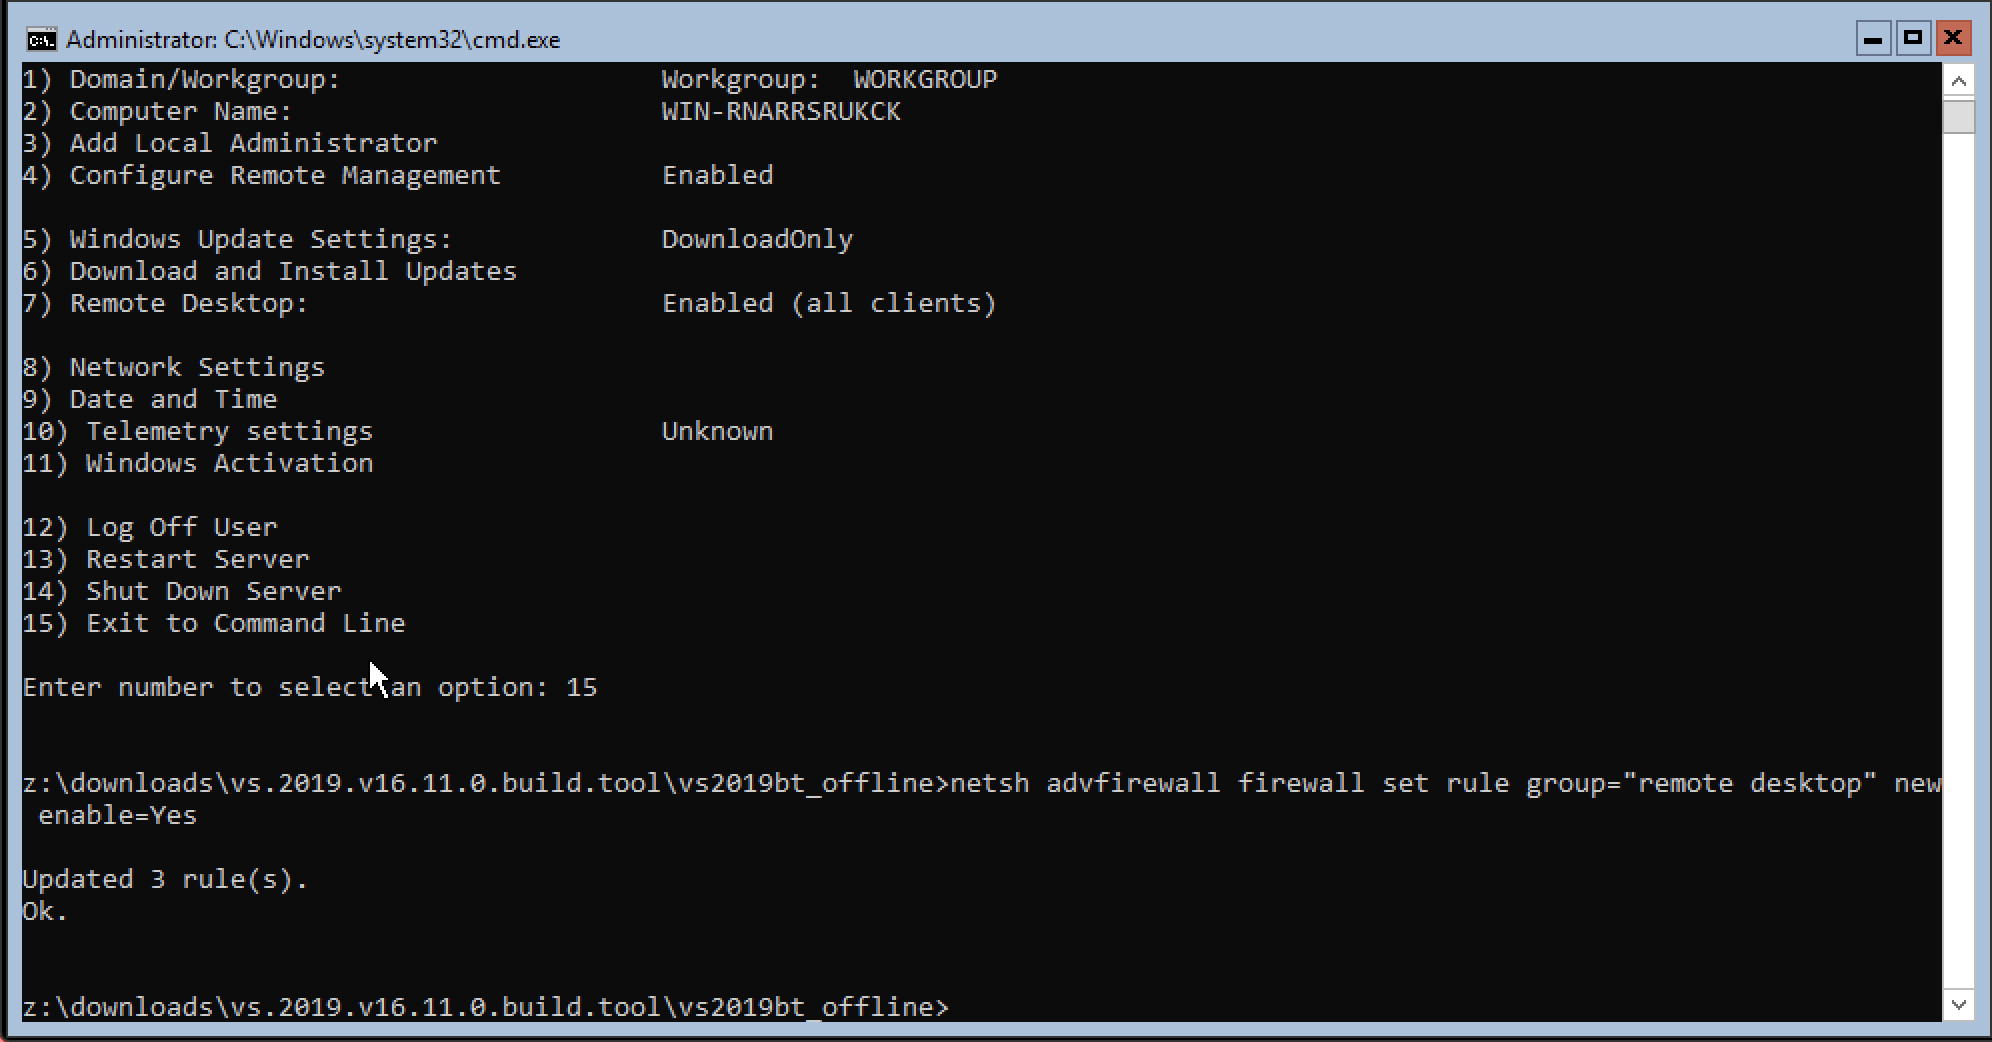 Administrator: C:\Windows\system32\cmd.exe
1) Domain/Workgroup:                    Workgroup:  WORKGROUP
2) Computer Name:                       WIN-RNARRSRUKCK
3) Add Local Administrator
4) Configure Remote Management          Enabled
5) Windows Update Settings:             DownloadOnly
6) Download and Install Updates
7) Remote Desktop:                      Enabled (all clients)
8) Network Settings
9) Date and Time
10) Telemetry settings                  Unknown
11) Windows Activation
12) Log Off User
13) Restart Server
14) Shut Down Server
15) Exit to Command Line
Enter number to select an option: 15
z:\downloads\vs.2019.v16.11.0.build.tool\vs2019bt_offline>netsh advfirewall firewall set rule group="remote desktop" new
 enable=Yes
Updated 3 rule(s).
Ok.
z:\downloads\vs.2019.v16.11.0.build.tool\vs2019bt_offline>